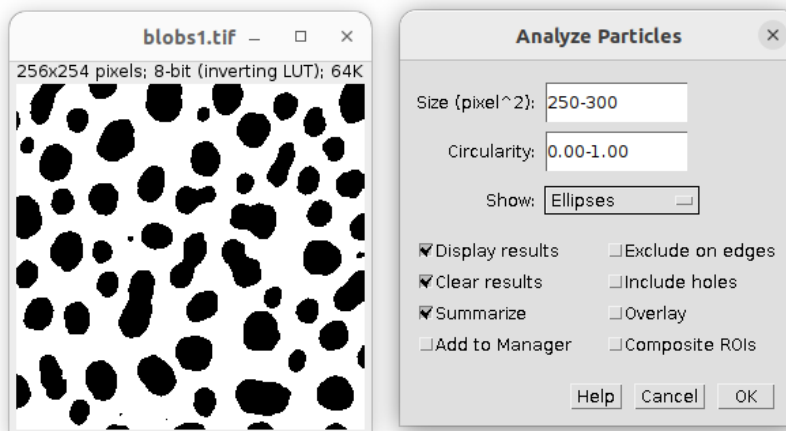 blobs1.tif
256x254 pixels; 8-bit (inverting LUT); 64K
Analyze Particles
Size (pixel^2): 250-300
Circularity: 0.00-1.00
Show: Ellipses
Display results Exclude on edges
Clear results Include holes
Summarize Overlay
Add to Manager Composite ROIs
Help Cancel OK